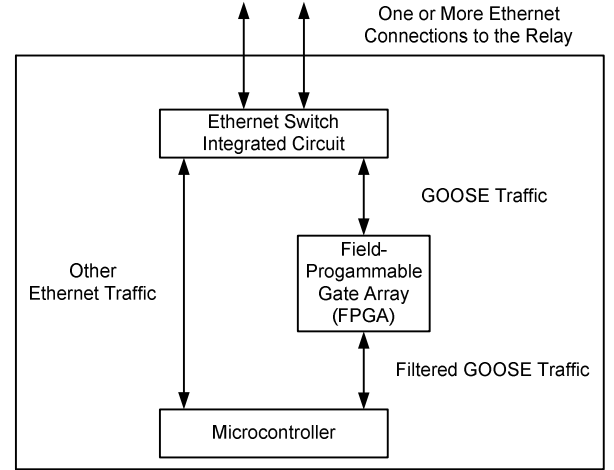 One or More Ethernet
Connections to the Relay
Ethernet Switch
Integrated Circuit
GOOSE Traffic
Field-
Progammable
Gate Array
(FPGA)
Other
Ethernet Traffic
Filtered GOOSE Traffic
Microcontroller